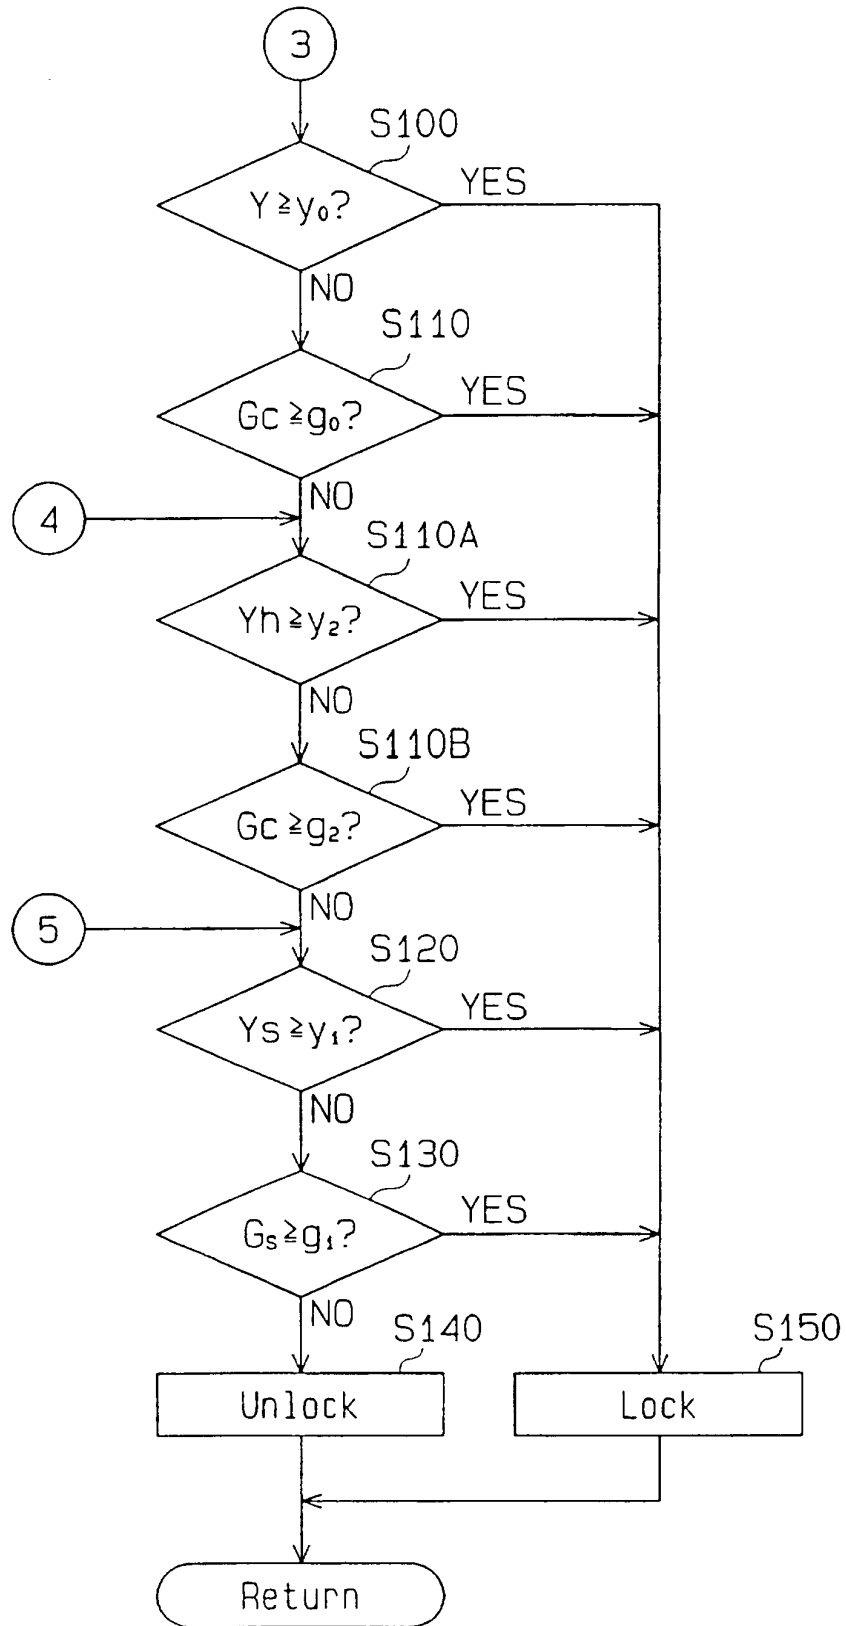 3
S100
Y≧y₀?
YES
NO
S110
Gc≧g₀?
YES
NO
4
S110A
Yh≧y₂?
YES
NO
S110B
Gc≧g₂?
YES
NO
5
S120
Ys≧y₁?
YES
NO
S130
Gs≧g₁?
YES
NO
S140
Unlock
S150
Lock
Return